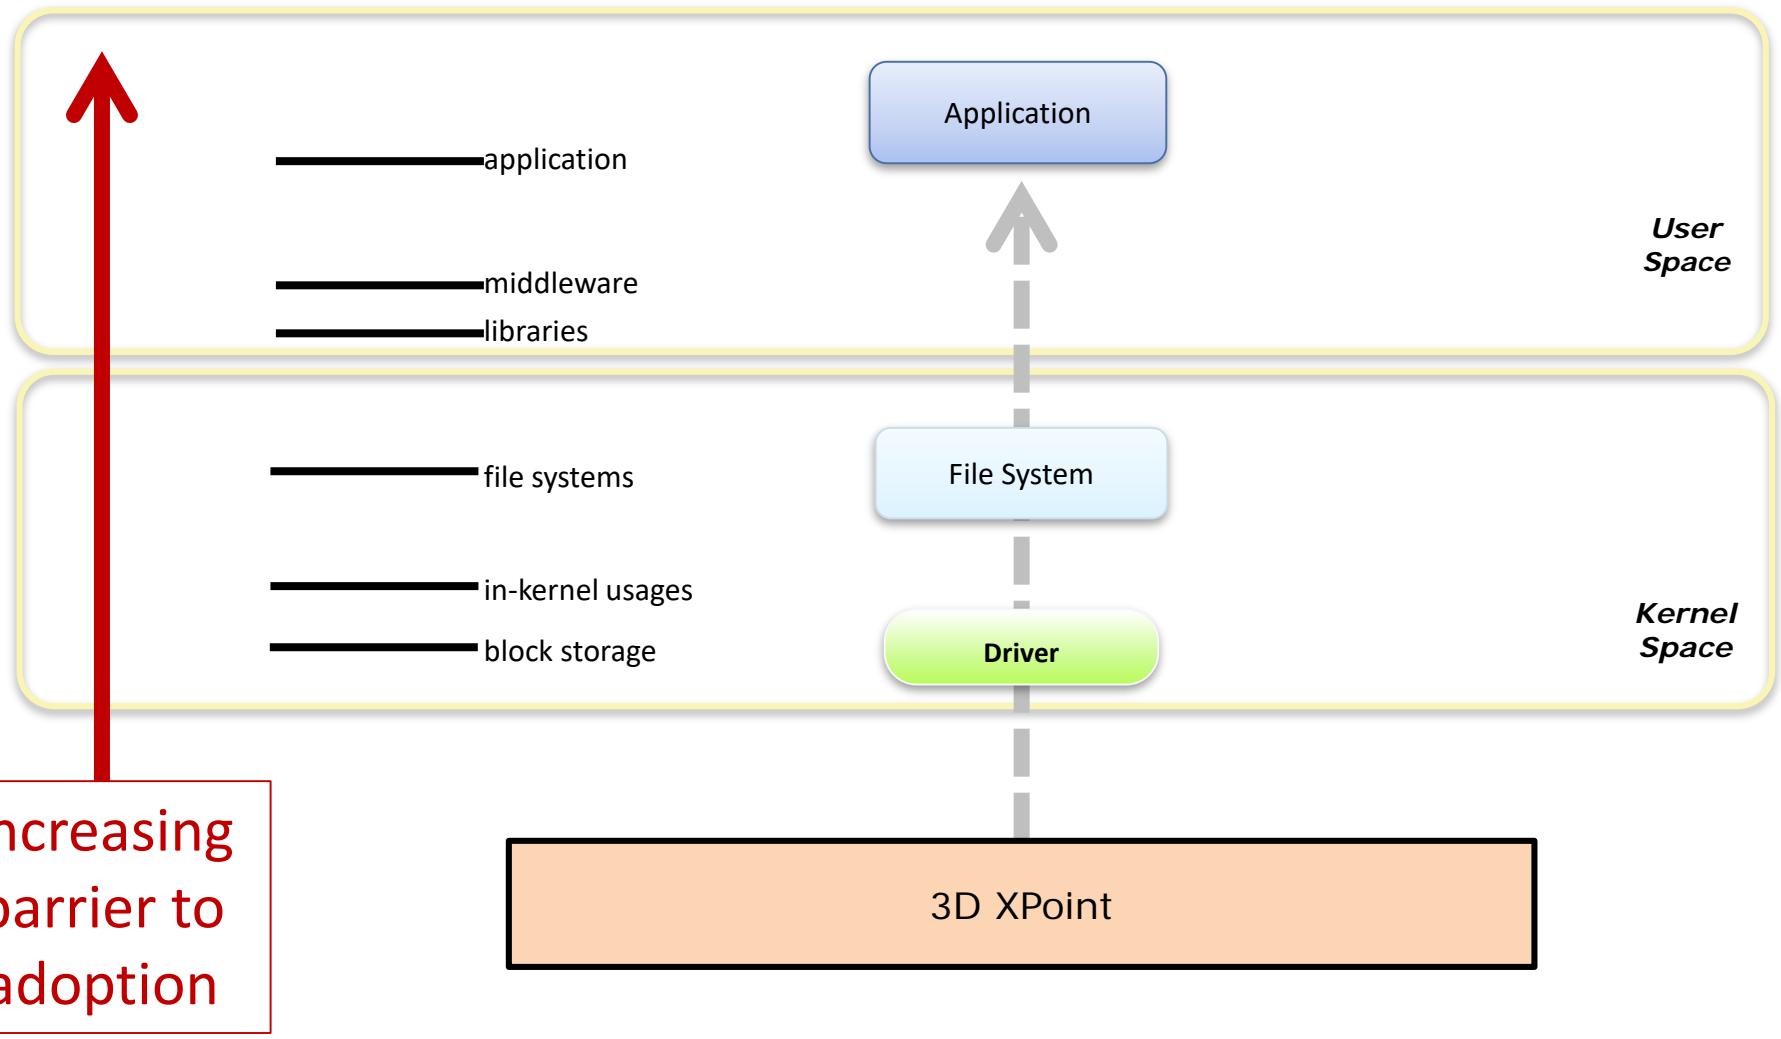 Application
application
User
Space
middleware
libraries
file systems
File System
in-kernel usages
Kernel
Space
block storage
Driver
ncreasing
barrier to
adoption
3D XPoint